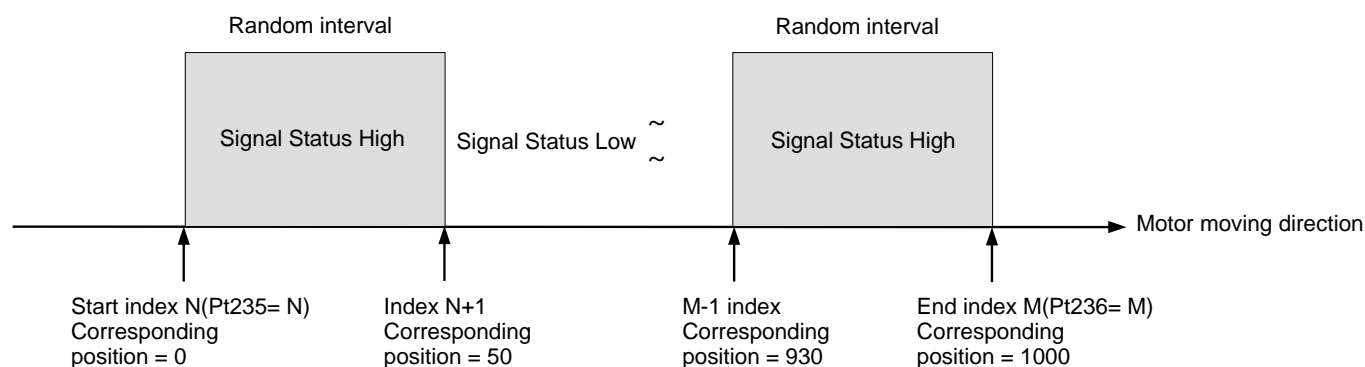 Random interval
Random interval
Signal Status High
Signal Status Low
~
~
Signal Status High
Motor moving direction
Start index N(Pt235= N)
Corresponding
position = 0
Index N+1
Corresponding
position = 50
M-1 index
Corresponding
position = 930
End index M(Pt236= M)
Corresponding
position = 1000